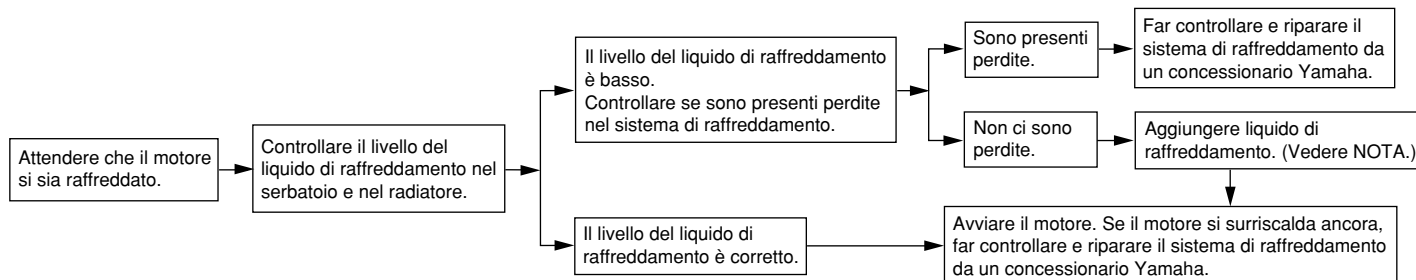 Attendere che il motore
si sia raffreddato.
Controllare il livello del
liquido di raffreddamento nel
serbatoio e nel radiatore.
Il livello del liquido di raffreddamento
è basso.
Controllare se sono presenti perdite
nel sistema di raffreddamento.
Sono presenti
perdite.
Far controllare e riparare il
sistema di raffreddamento da
un concessionario Yamaha.
Non ci sono
perdite.
Aggiungere liquido di
raffreddamento. (Vedere NOTA.)
Il livello del liquido di
raffreddamento è corretto.
Avviare il motore. Se il motore si surriscalda ancora,
far controllare e riparare il sistema di raffreddamento
da un concessionario Yamaha.